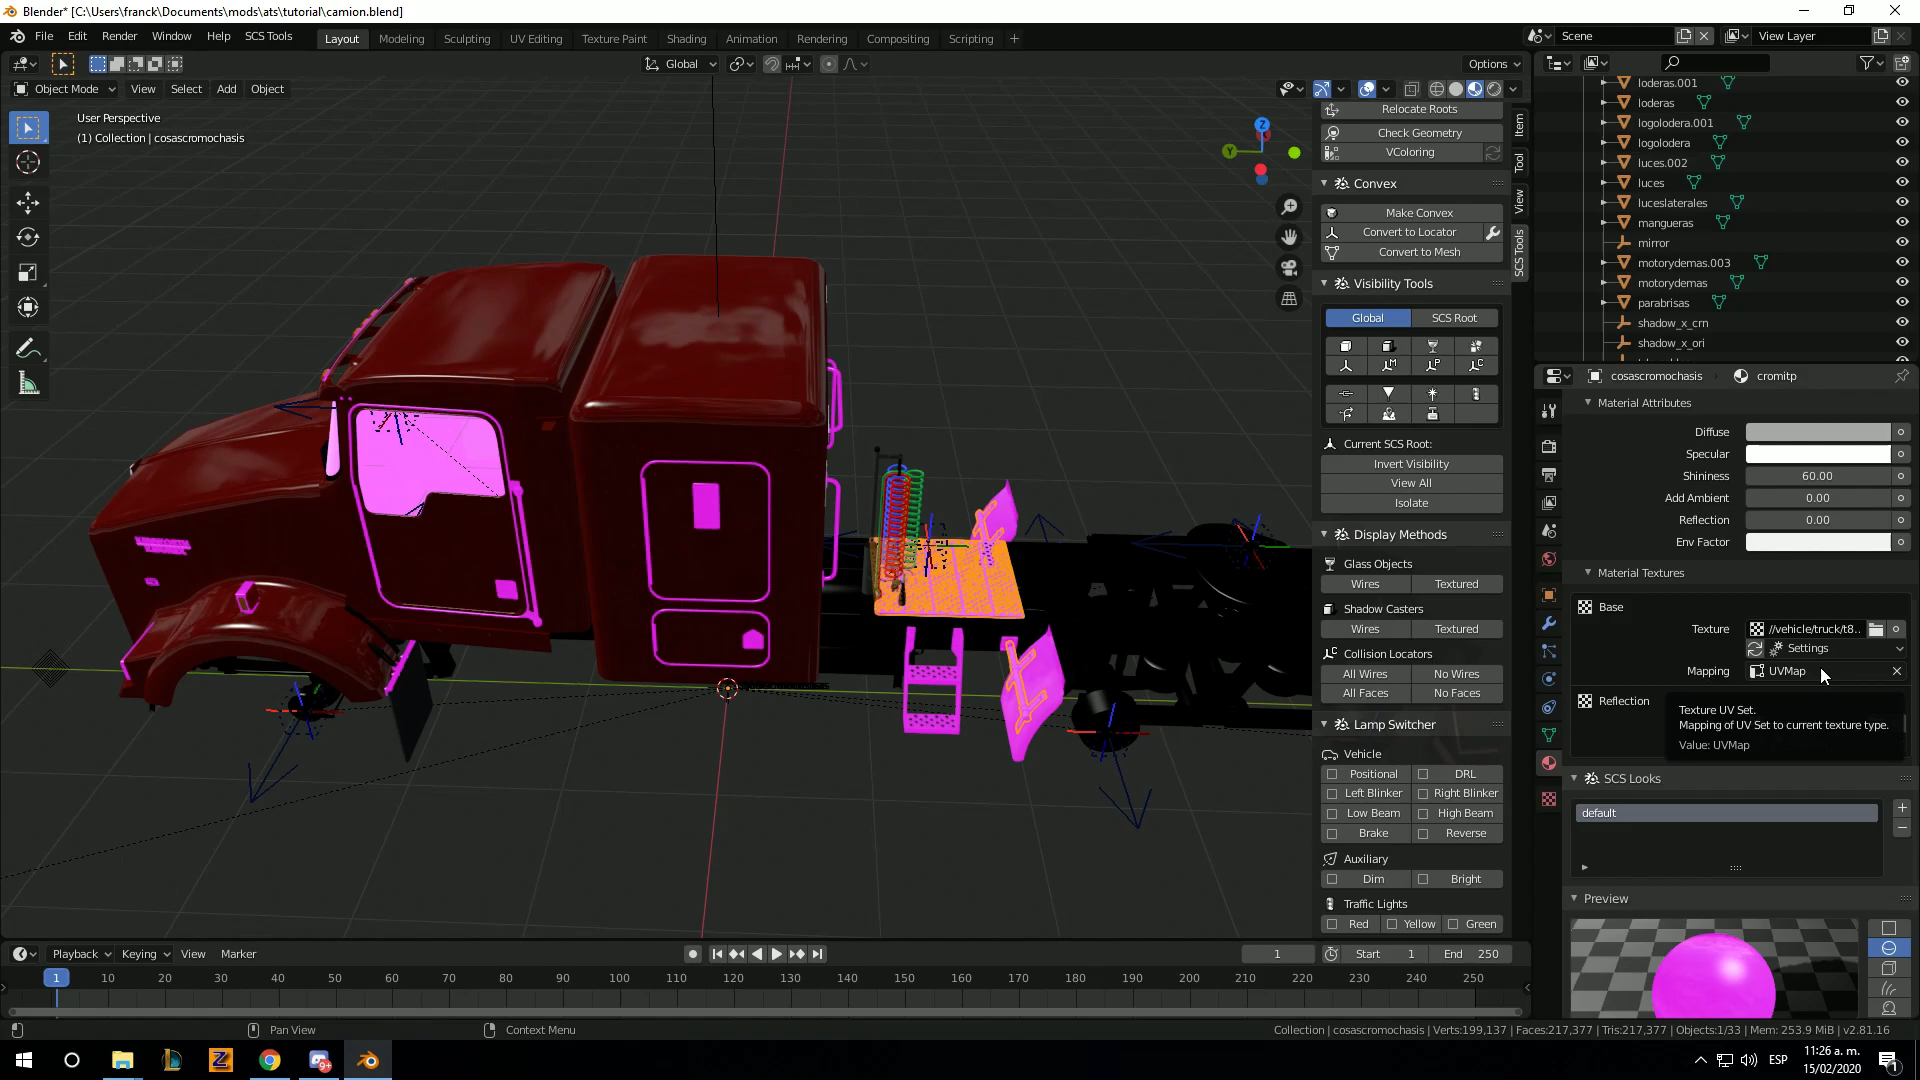 Blender* [C:\Users\franck\Documents\mods\ats\tutorial\camion.blend]
File Edit Render Window Help SCS Tools
Layout Modeling Sculpting UV Editing Texture Paint Shading Animation Rendering Compositing Scripting +
Scene
View Layer
Global
Options
Object Mode View Select Add Object
User Perspective
(1) Collection | cosascromochasis
Z
Y
Relocate Roots
Check Geometry
VColoring
Convex
Make Convex
Convert to Locator
Convert to Mesh
Visibility Tools
Global SCS Root
Current SCS Root:
Invert Visibility
View All
Isolate
Display Methods
Glass Objects
Wires Textured
Shadow Casters
Wires Textured
Collision Locators
All Wires No Wires
All Faces No Faces
Lamp Switcher
Vehicle
Positional DRL
Left Blinker Right Blinker
Low Beam High Beam
Brake Reverse
Auxiliary
Dim Bright
Traffic Lights
Red Yellow Green
Item
Tool
View
SCS Tools
loderas.001
loderas
logolodera.001
logolodera
luces.002
luces
luceslaterales
mangueras
mirror
motorydemas.003
motorydemas
parabrisas
shadow_x_crn
shadow_x_ori
cosascromochasis cromitp
Material Attributes
Diffuse
Specular
Shininess 60.00
Add Ambient 0.00
Reflection 0.00
Env Factor
Material Textures
Base
Texture //vehicle/truck/t8..
Settings
Mapping UVMap
Reflection
Texture UV Set.
Mapping of UV Set to current texture type.
Value: UVMap
SCS Looks
default
Preview
Playback Keying View Marker
1
Start 1
End 250
1 10 20 30 40 50 60 70 80 90 100 110 120 130 140 150 160 170 180 190 200 210 220 230 240 250
Pan View
Context Menu
Collection | cosascromochasis | Verts:199,137 | Faces:217,377 | Tris:217,377 | Objects:1/33 | Mem: 253.9 MiB | v2.81.16
9+
ESP
11:26 a. m.
15/02/2020
1